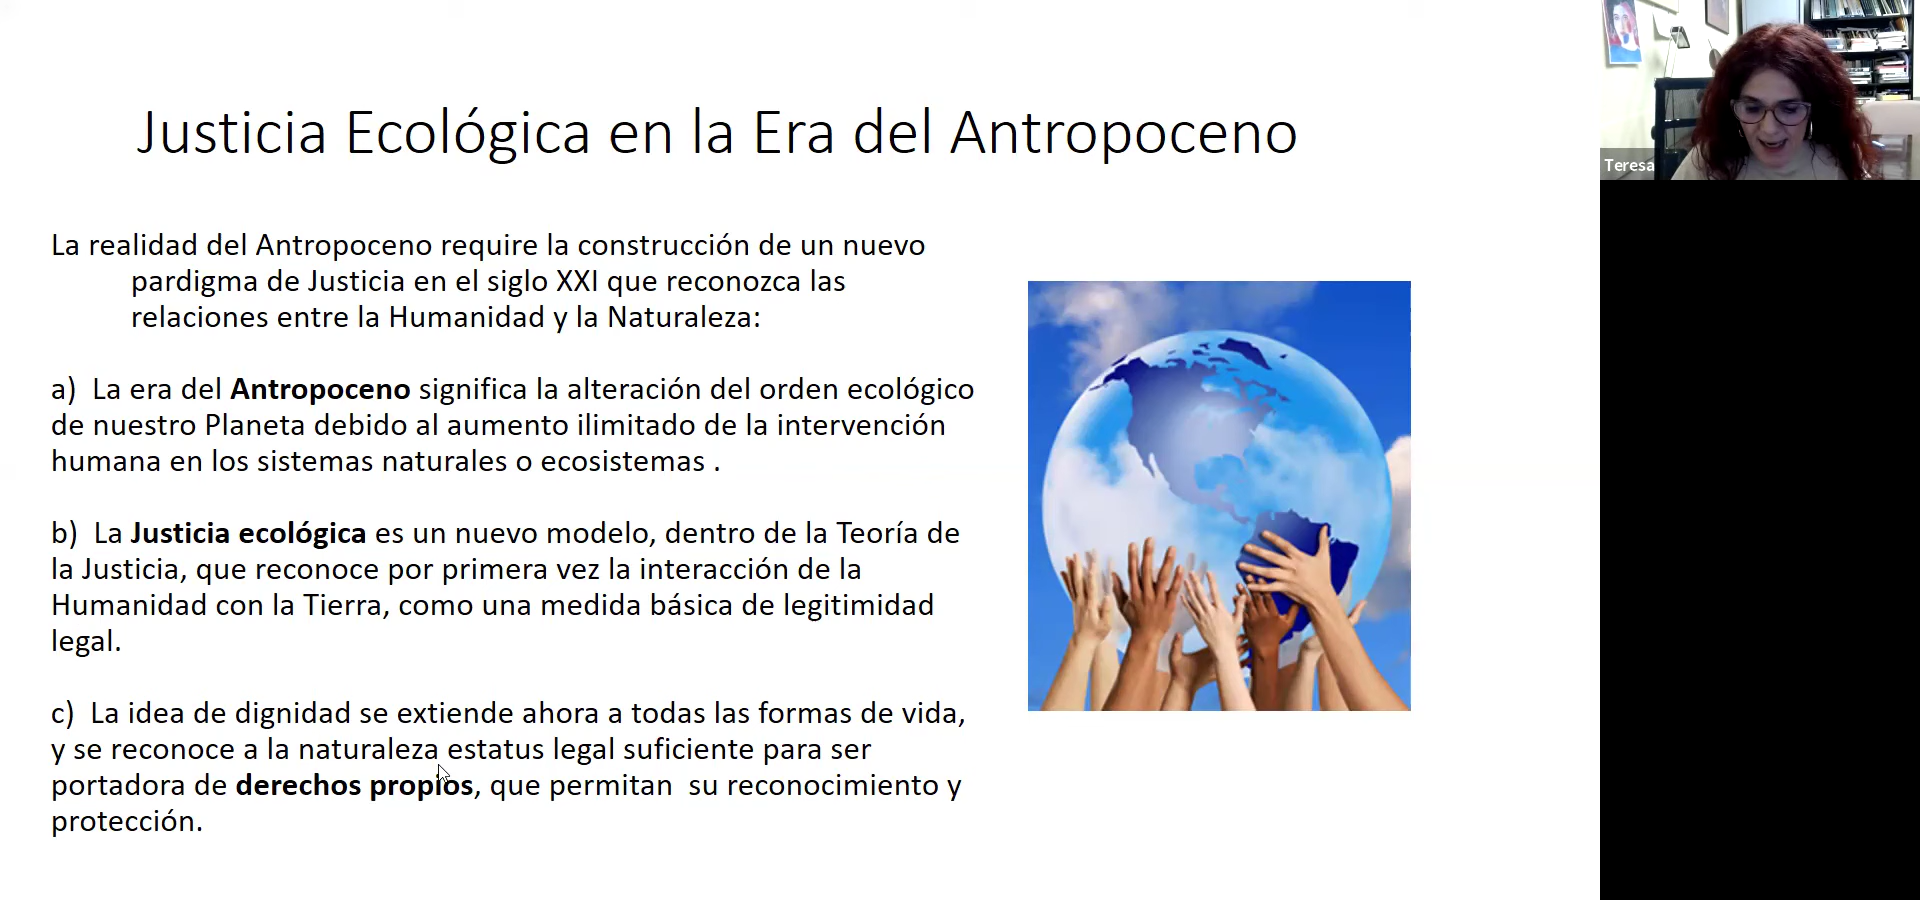 Justicia Ecológica en la Era del Antropoceno
La realidad del Antropoceno require la construcción de un nuevo
pardigma de Justicia en el siglo XXI que reconozca las
relaciones entre la Humanidad y la Naturaleza:
a) La era del Antropoceno significa la alteración del orden ecológico
de nuestro Planeta debido al aumento ilimitado de la intervención
humana en los sistemas naturales o ecosistemas .
b) La Justicia ecológica es un nuevo modelo, dentro de la Teoría de
la Justicia, que reconoce por primera vez la interacción de la
Humanidad con la Tierra, como una medida básica de legitimidad
legal.
c) La idea de dignidad se extiende ahora a todas las formas de vida,
y se reconoce a la naturaleza estatus legal suficiente para ser
portadora de derechos propios, que permitan su reconocimiento y
protección.
Teresa